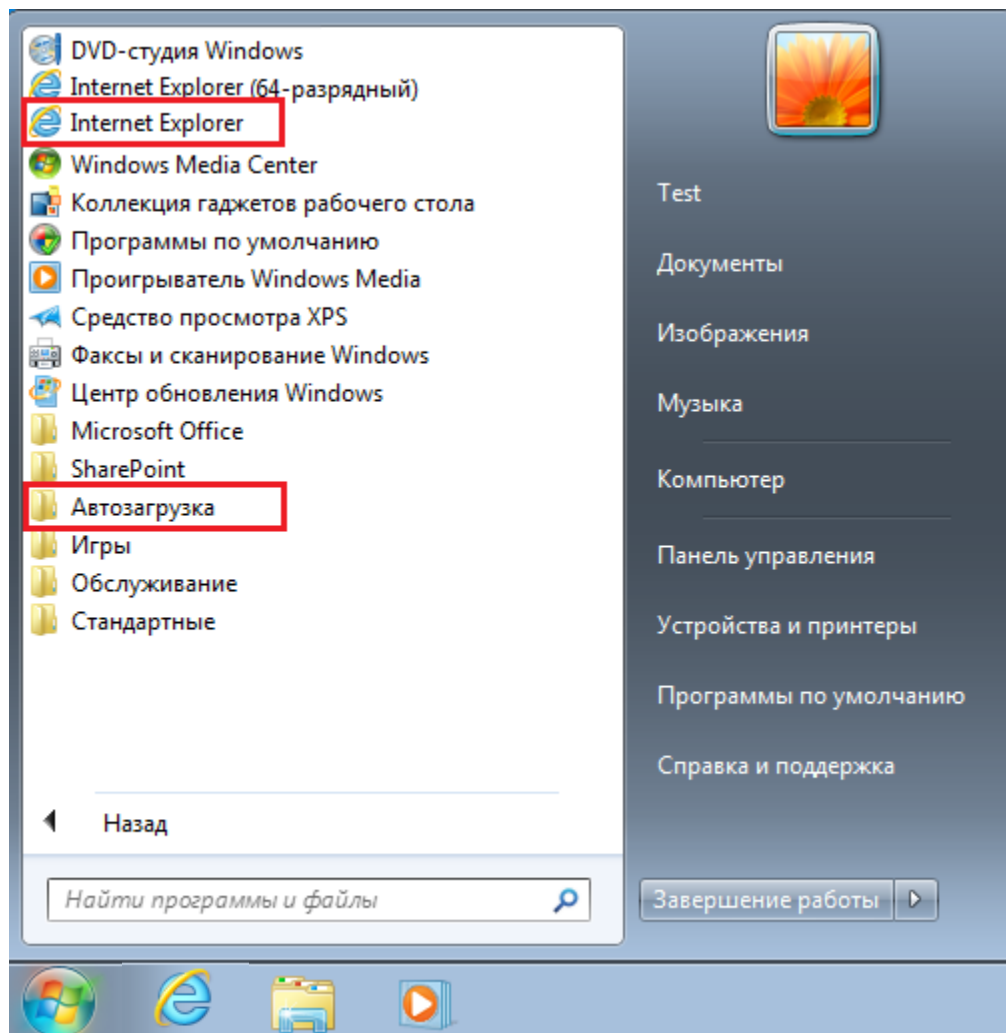 DVD-студия Windows
Internet Explorer (64-разрядный)
Internet Explorer
Windows Media Center
Коллекция гаджетов рабочего стола
Программы по умолчанию
Проигрыватель Windows Media
Средство просмотра XPS
Факсы и сканирование Windows
Центр обновления Windows
Microsoft Office
SharePoint
Автозагрузка
Игры
Обслуживание
Стандартные
Назад
Найти программы и файлы
Test
Документы
Изображения
Музыка
Компьютер
Панель управления
Устройства и принтеры
Программы по умолчанию
Справка и поддержка
Завершение работы